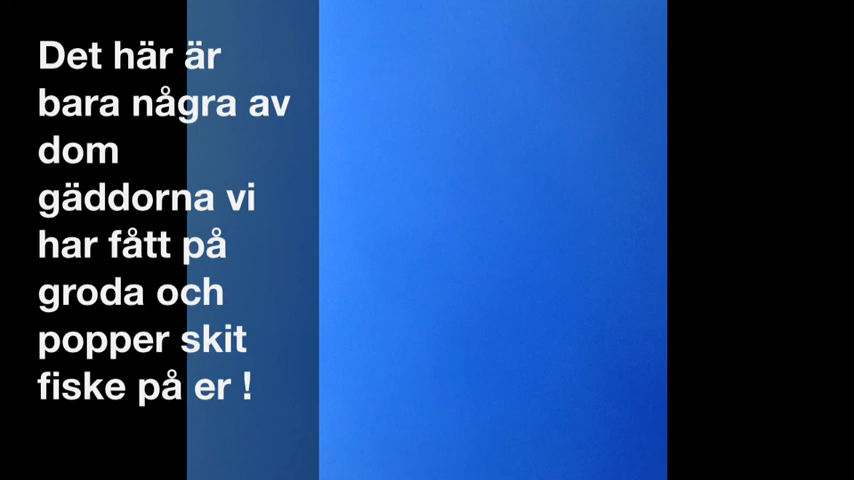 Det här är
bara några av
dom
gäddorna vi
har fått på
groda och
popper skit
fiske på er !